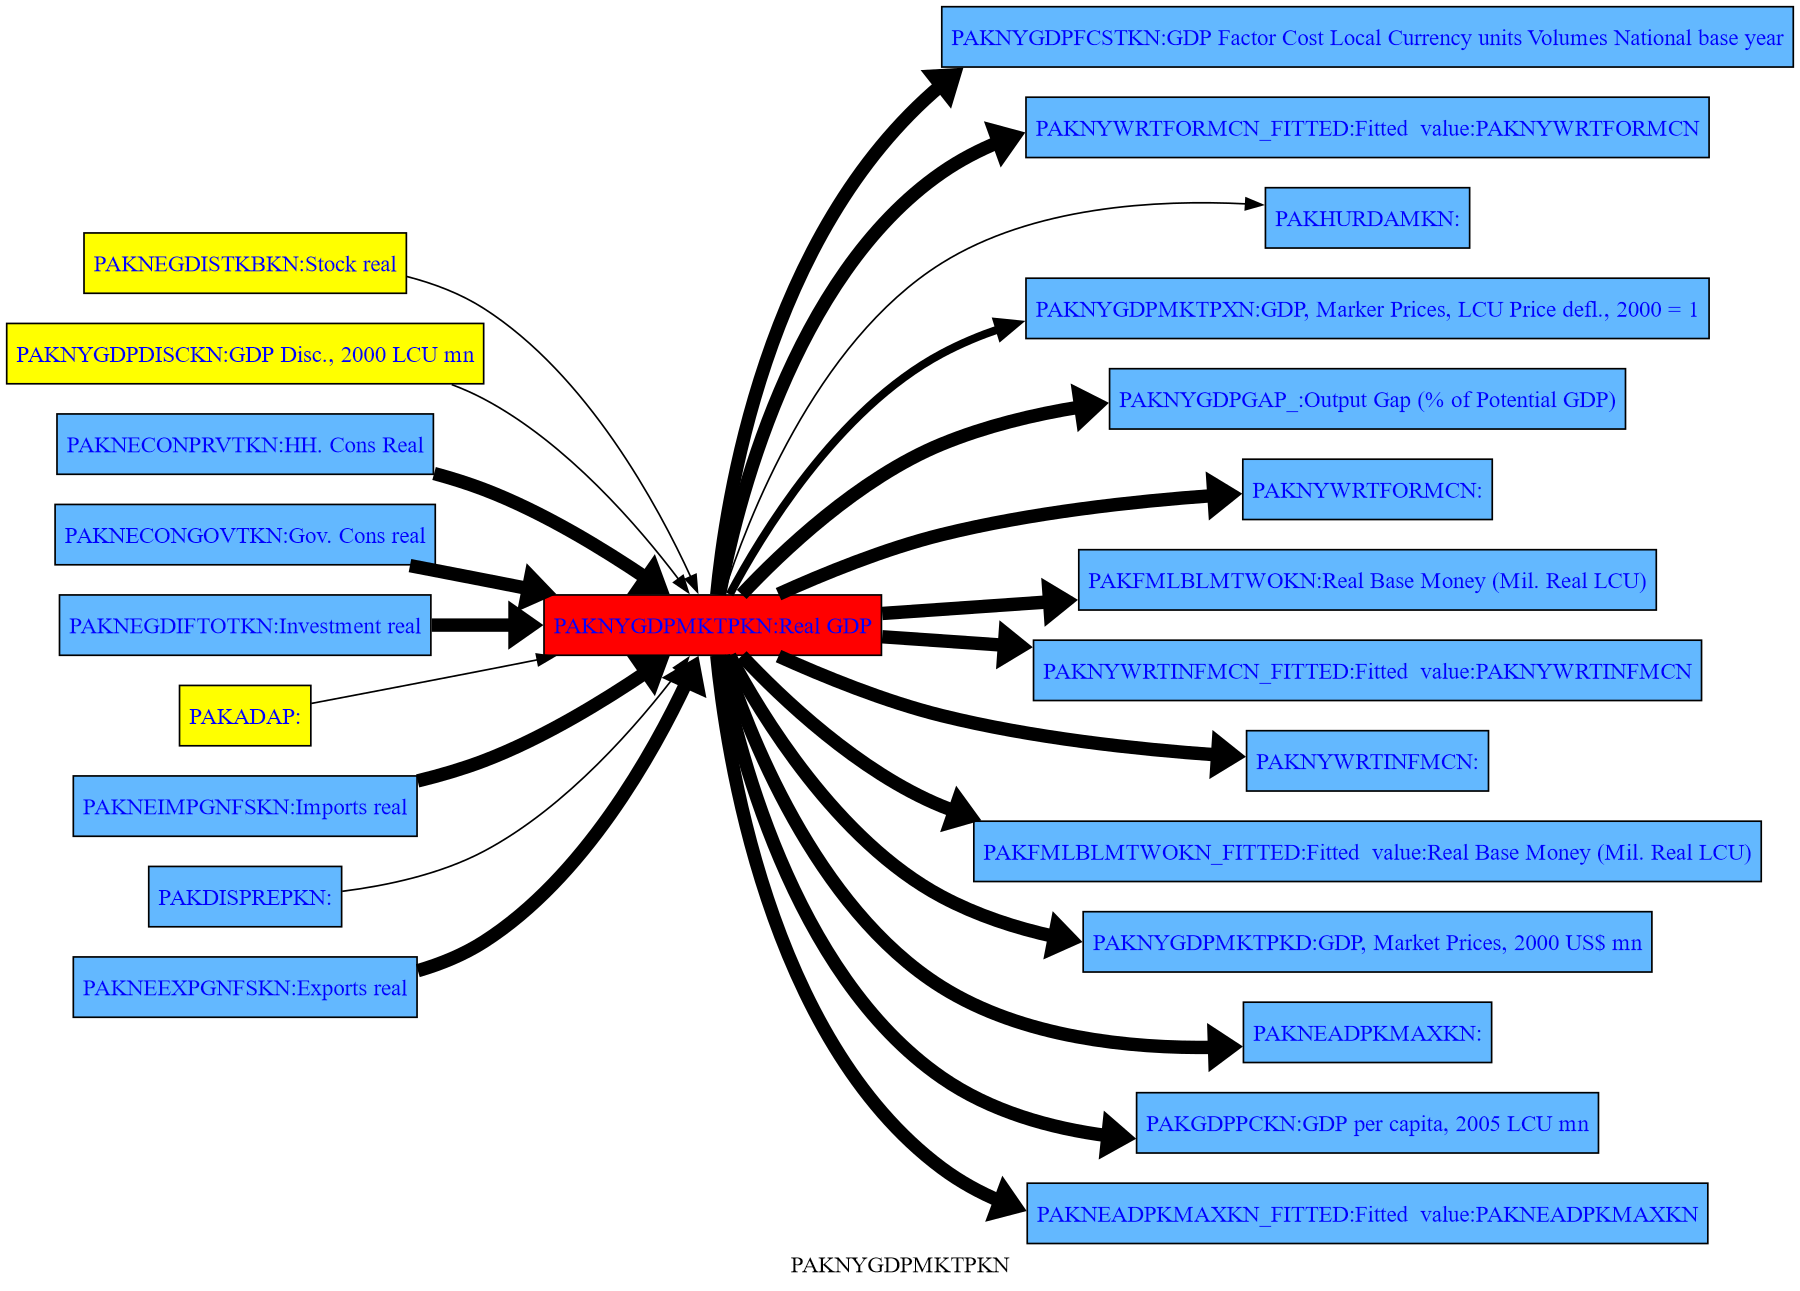 PAKNEGDISTKBKN:Stock real
PAKNYGDPDISCKN:GDP Disc., 2000 LCU mn
PAKNECONPRVTKN:HH. Cons Real
PAKNECONGOVTKN:Gov. Cons real
PAKNEGDIFTOTKN:Investment real
PAKADAP:
PAKNEIMPGNFSKN:Imports real
PAKDISPREPKN:
PAKNEEXPGNFSKN:Exports real
PAKNYGDPMKTPKN:Real GDP
PAKNYGDPFCSTKN:GDP Factor Cost Local Currency units Volumes National base year
PAKNYWRTFORMCN_FITTED:Fitted  value:PAKNYWRTFORMCN
PAKHURDAMKN:
PAKNYGDPMKTPXN:GDP, Marker Prices, LCU Price defl., 2000 = 1
PAKNYGDPGAP_:Output Gap (% of Potential GDP)
PAKNYWRTFORMCN:
PAKFMLBLMTWOKN:Real Base Money (Mil. Real LCU)
PAKNYWRTINFMCN_FITTED:Fitted  value:PAKNYWRTINFMCN
PAKNYWRTINFMCN:
PAKFMLBLMTWOKN_FITTED:Fitted  value:Real Base Money (Mil. Real LCU)
PAKNYGDPMKTPKD:GDP, Market Prices, 2000 US$ mn
PAKNEADPKMAXKN:
PAKGDPPCKN:GDP per capita, 2005 LCU mn
PAKNEADPKMAXKN_FITTED:Fitted  value:PAKNEADPKMAXKN
PAKNYGDPMKTPKN